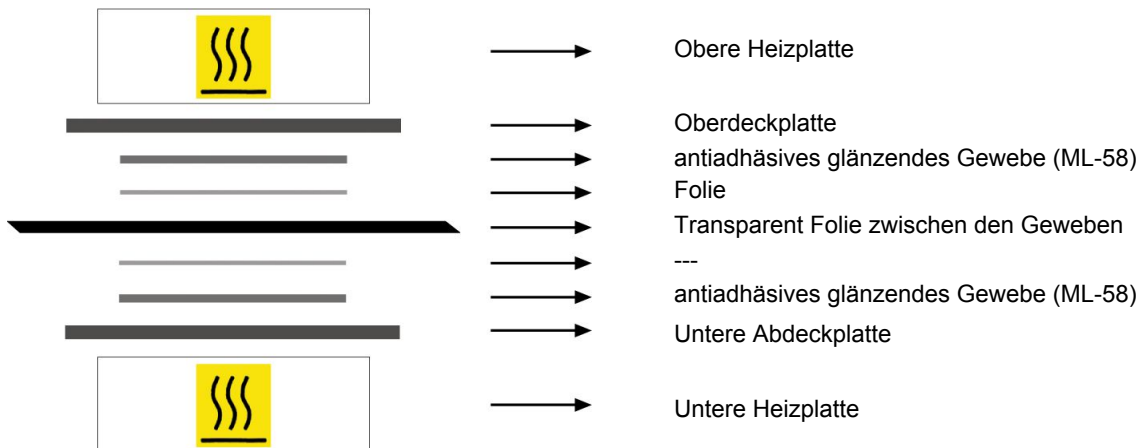 Obere Heizplatte
Oberdeckplatte
antiadhäsives glänzendes Gewebe (ML-58)
Folie
Transparent Folie zwischen den Geweben
---
antiadhäsives glänzendes Gewebe (ML-58)
Untere Abdeckplatte
Untere Heizplatte